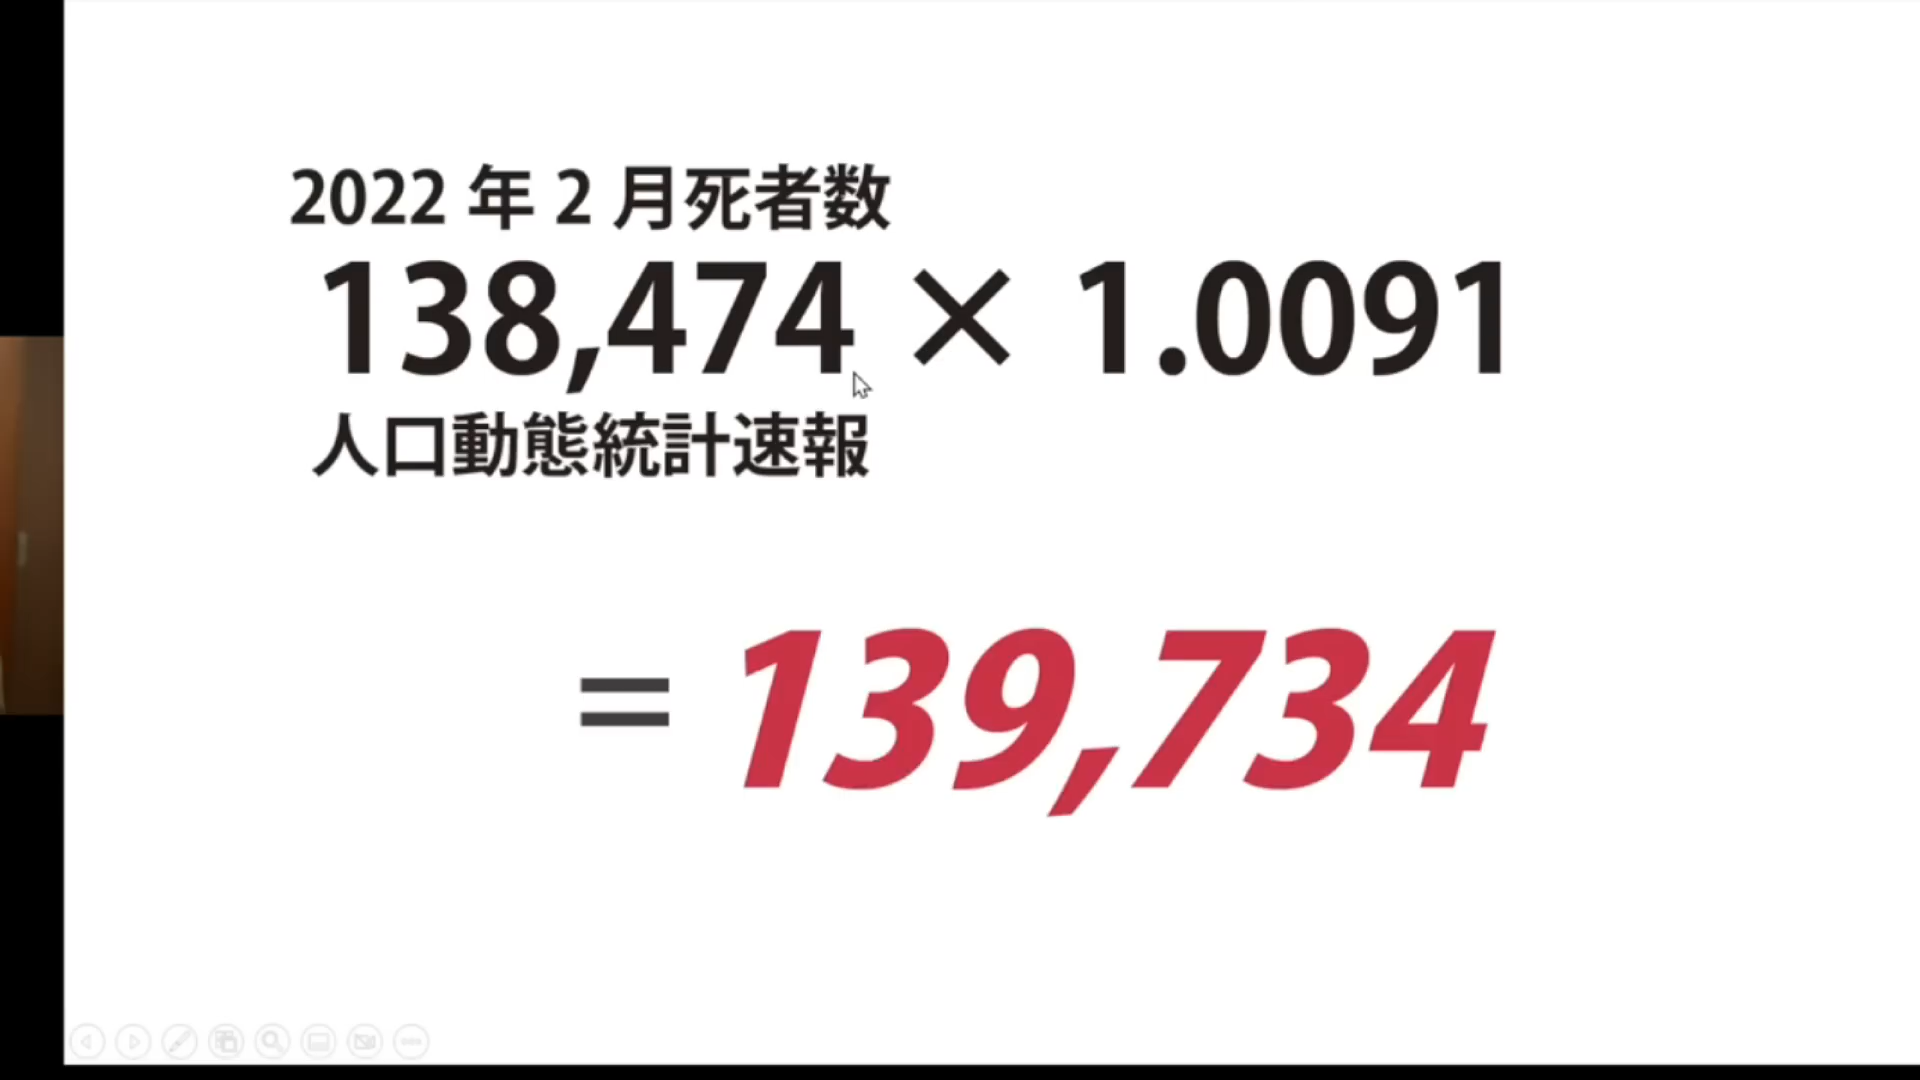 2022 年 2 月死者数
138,474 × 1.0091
人口動態統計速報
= 139,734